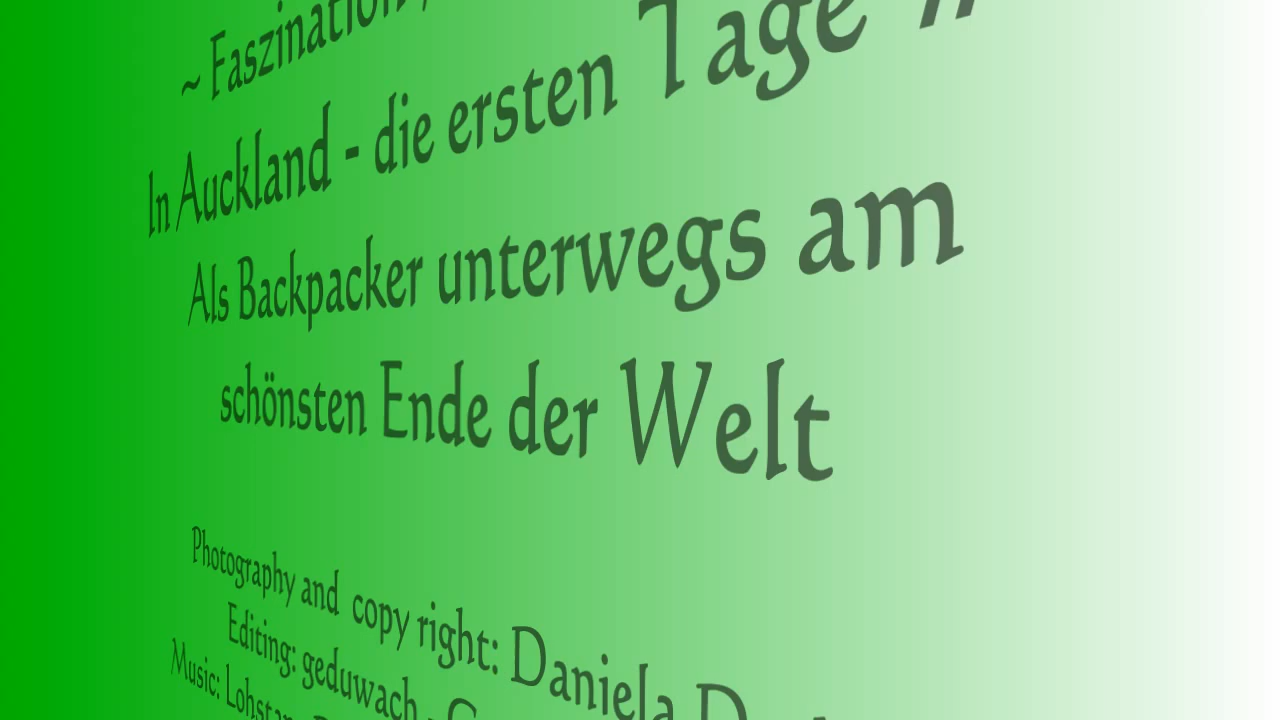 ~ Faszination
In Auckland - die ersten Tage
Als Backpacker unterwegs am
schönsten Ende der Welt
Photography and copy right: Daniela
Editing: geduwach
Music: